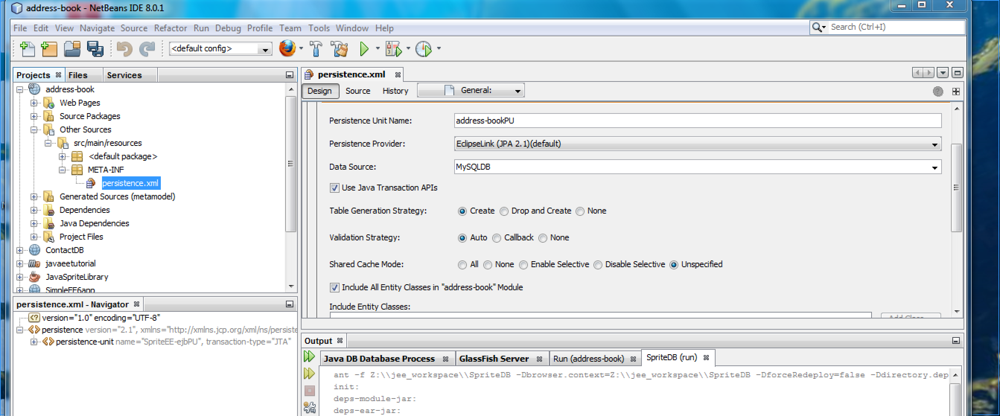 address-book - NetBeans IDE 8.0.1
File Edit View Navigate Source Refactor Run Debug Profile Team Tools Window Help
Search (Ctrl+I)
<default config>
Projects Files Services
address-book
Web Pages
Source Packages
Other Sources
src/main/resources
<default package>
META-INF
persistence.xml
Generated Sources (metamodel)
Dependencies
Java Dependencies
Project Files
ContactDB
javaeetutorial
JavaSpriteLibrary
SimpleEE6app
persistence.xml - Navigator
version="1.0" encoding="UTF-8"
persistence version="2.1", xmlns="http://xmlns.jcp.org/xml/ns/persiste
persistence-unit name="SpriteEE-ejbPU", transaction-type="JTA"
persistence.xml
Design Source History General:
Persistence Unit Name: address-bookPU
Persistence Provider: EclipseLink (JPA 2.1)(default)
Data Source: MySQLDB
Use Java Transaction APIs
Table Generation Strategy: Create Drop and Create None
Validation Strategy: Auto Callback None
Shared Cache Mode: All None Enable Selective Disable Selective Unspecified
Include All Entity Classes in "address-book" Module
Include Entity Classes:
Add Class...
Output
Java DB Database Process GlassFish Server Run (address-book) SpriteDB (run)
ant -f Z:\\jee_workspace\\SpriteDB -Dbrowser.context=Z:\\jee_workspace\\SpriteDB -DforceRedeploy=false -Ddirectory.dep
init:
deps-module-jar:
deps-ear-jar: